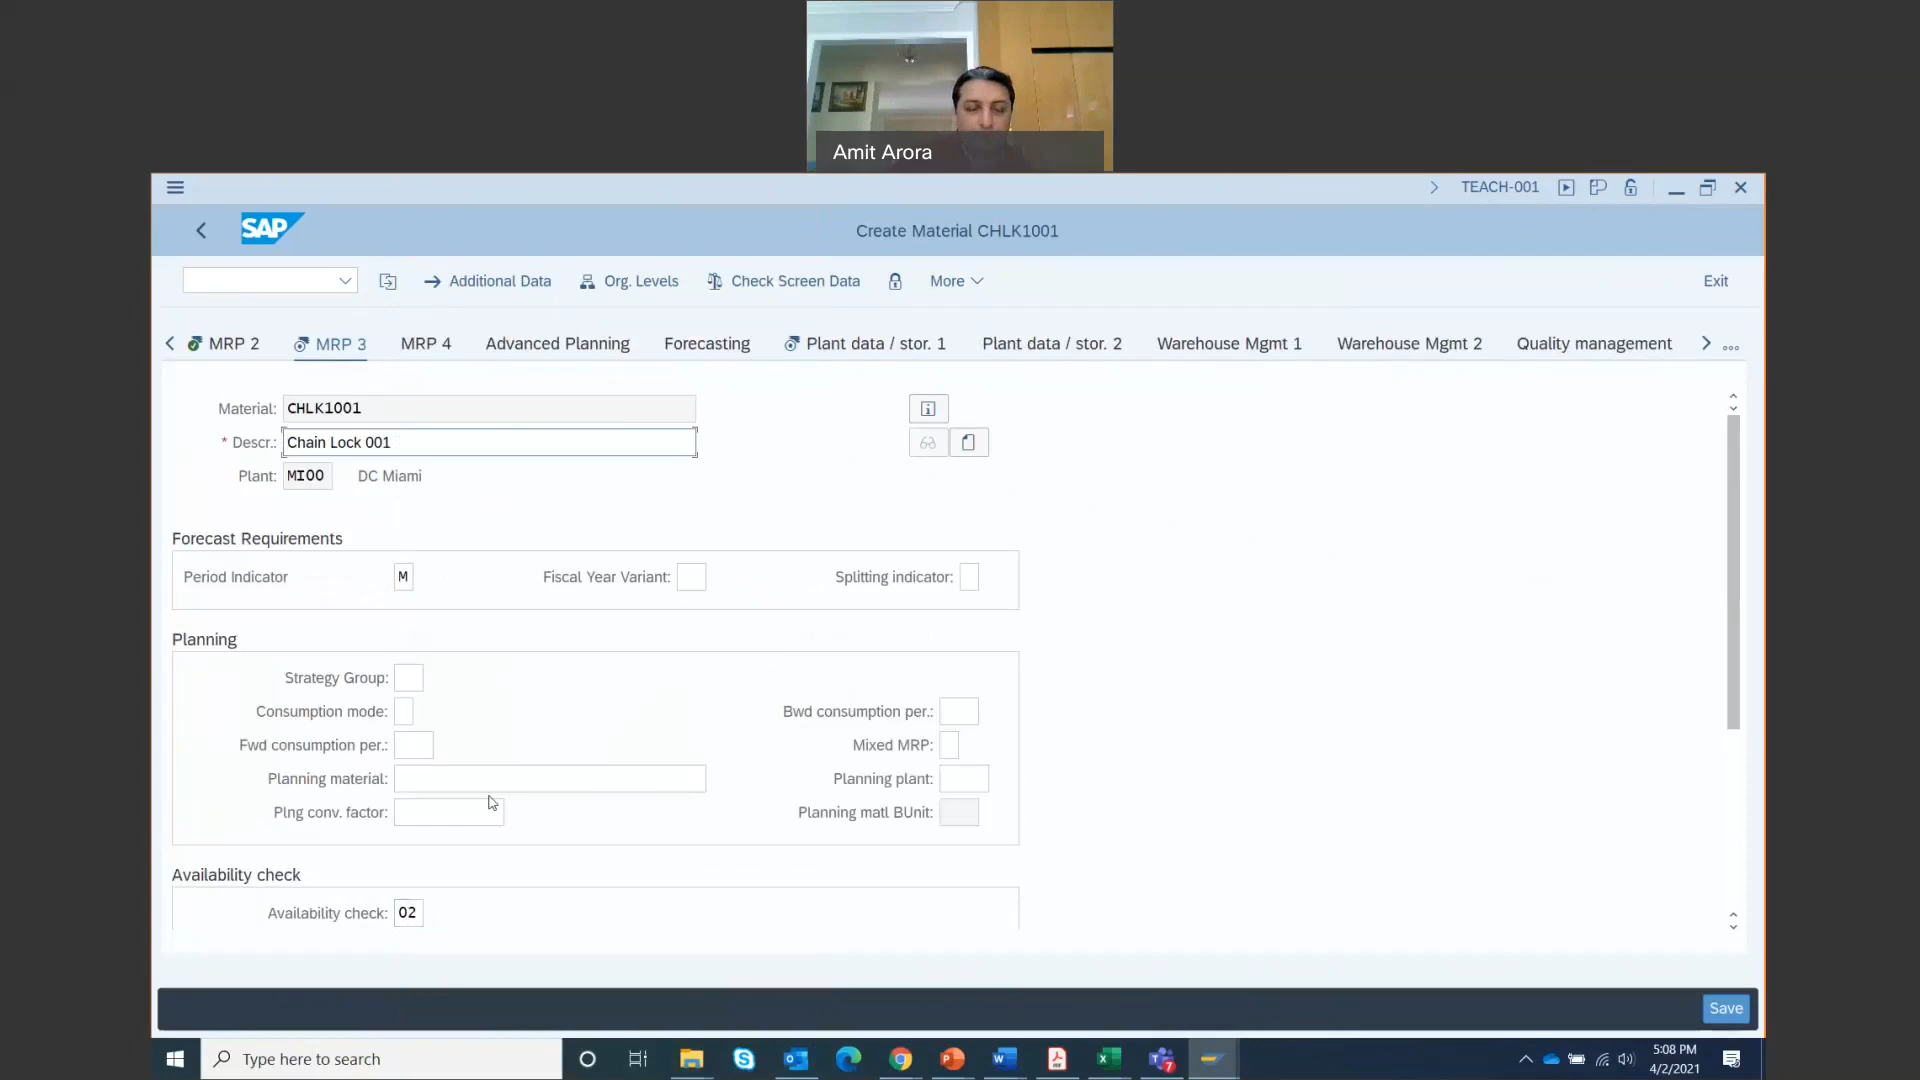 Amit Arora
TEACH-001
SAP
Create Material CHLK1001
Additional Data
Org. Levels
Check Screen Data
More
Exit
MRP 2
MRP 3
MRP 4
Advanced Planning
Forecasting
Plant data / stor. 1
Plant data / stor. 2
Warehouse Mgmt 1
Warehouse Mgmt 2
Quality management
Material: CHLK1001
* Descr.: Chain Lock 001
Plant: MI00 DC Miami
Forecast Requirements
Period Indicator M Fiscal Year Variant: Splitting indicator:
Planning
Strategy Group:
Consumption mode: Bwd consumption per.:
Fwd consumption per.: Mixed MRP:
Planning material: Planning plant:
Plng conv. factor: Planning matl BUnit:
Availability check
Availability check: 02
Save
Type here to search
5:08 PM
4/2/2021